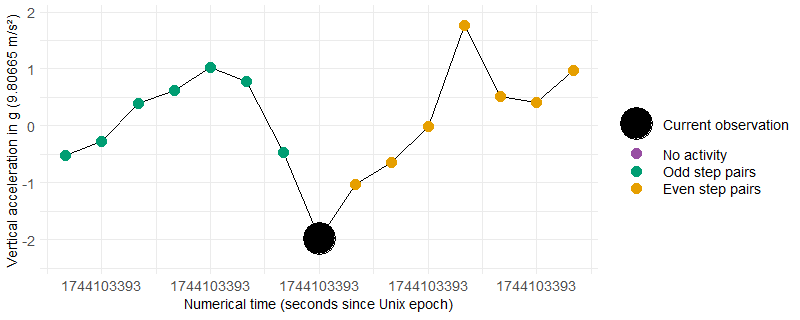 Vertical acceleration in g (9.80665 m/s²)
2
1
0
-1
-2
1744103393 1744103393 1744103393 1744103393 1744103393
Numerical time (seconds since Unix epoch)
Current observation
No activity
Odd step pairs
Even step pairs